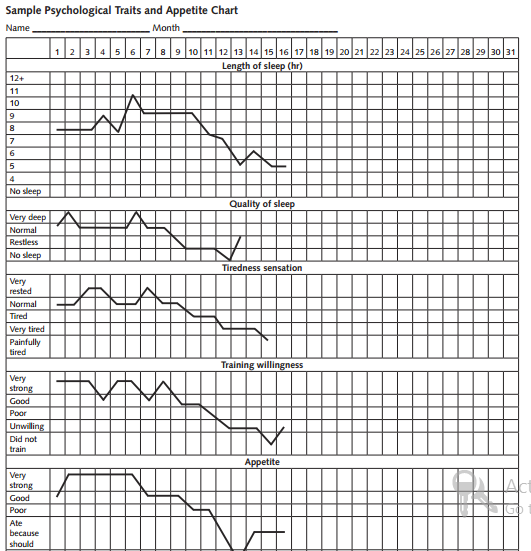 Sample Psychological Traits and Appetite Chart
Name Month
1 2 3 4 5 6 7 8 9 10 11 12 13 14 15 16 17 18 19 20 21 22 23 24 25 26 27 28 29 30 31
Length of sleep (hr)
12+
11
10
9
8
7
6
5
4
No sleep
Quality of sleep
Very deep
Normal
Restless
No sleep
Tiredness sensation
Very
rested
Normal
Tired
Very tired
Painfully
tired
Training willingness
Very
strong
Good
Poor
Unwilling
Did not
train
Appetite
Very
strong
Good
Poor
Ate
because
should
Act
Go t